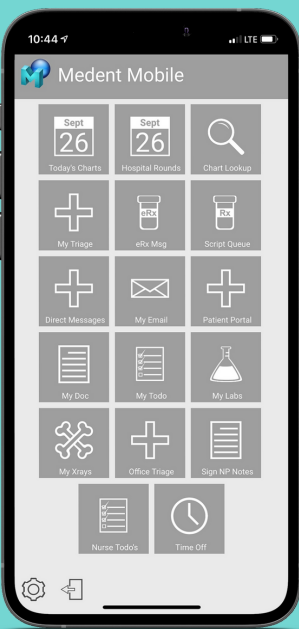 10:44
LTE
Medent Mobile
Sept
26
Today's Charts
Sept
26
Hospital Rounds
Chart Lookup
My Triage
eRx
eRx Msg
Rx
Script Queue
Direct Messages
My Email
Patient Portal
My Doc
My Todo
My Labs
My Xrays
Office Triage
Sign NP Notes
Nurse Todo's
Time Off